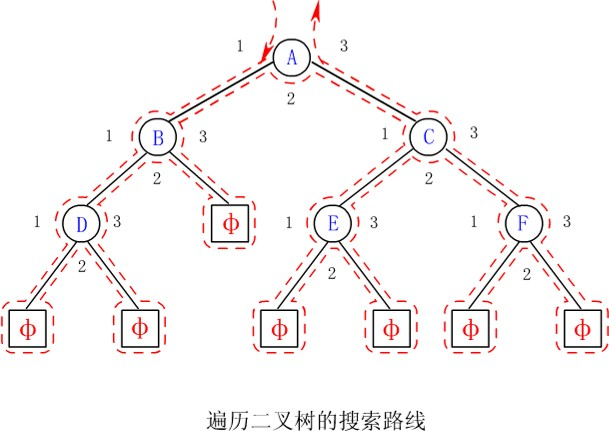 1 A 3
2
1 B 3 1 C 3
2 2
1 D 3 ф 1 E 3 1 F 3
2 2 2
ф ф ф ф ф ф
遍历二叉树的搜索路线